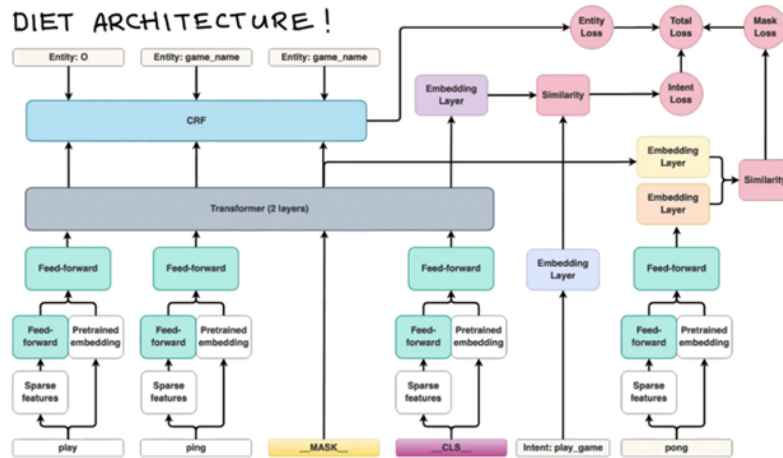 DIET ARCHITECTURE!
Entity: O
Entity: game_name
Entity: game_name
Entity
Loss
Total
Loss
Mask
Loss
Embedding
Layer
Similarity
Intent
Loss
CRF
Embedding
Layer
Embedding
Layer
Similarity
Transformer (2 layers)
Feed-forward
Feed-forward
Feed-forward
Embedding
Layer
Feed-forward
Feed-
forward
Pretrained
embedding
Feed-
forward
Pretrained
embedding
Feed-
forward
Pretrained
embedding
Feed-
forward
Pretrained
embedding
Sparse
features
Sparse
features
Sparse
features
Sparse
features
play
ping
__MASK__
__CLS__
Intent: play_game
pong